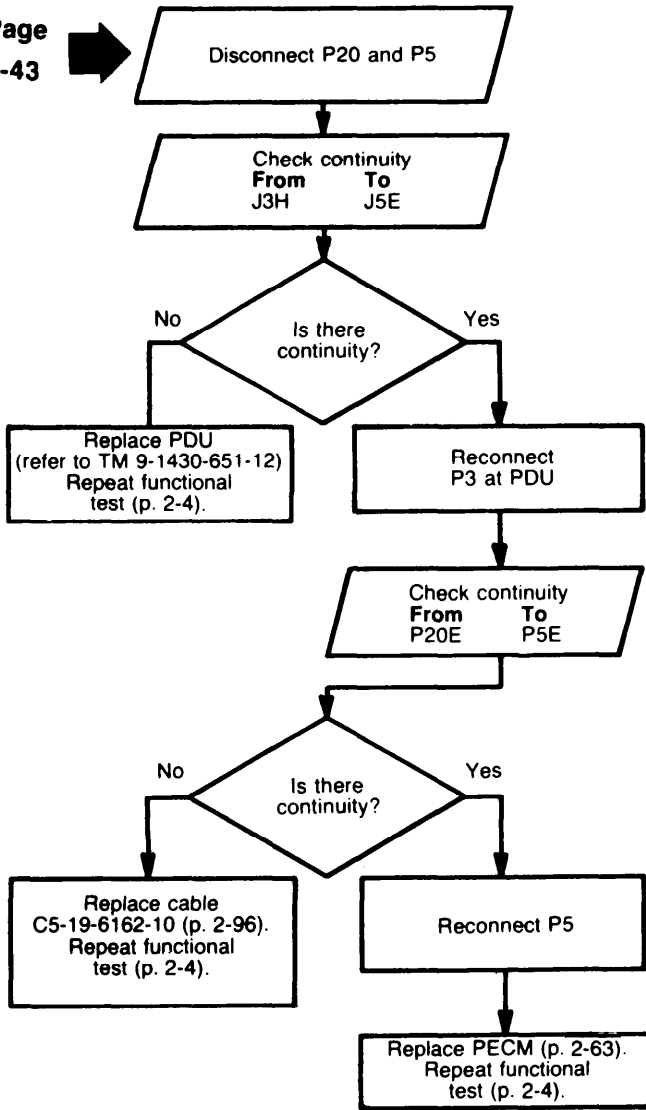 Page
-43
Disconnect P20 and P5
Check continuity
From To
J3H J5E
Is there
continuity?
No
Yes
Replace PDU
(refer to TM 9-1430-651-12)
Repeat functional
test (p. 2-4).
Reconnect
P3 at PDU
Check continuity
From To
P20E P5E
Is there
continuity?
No
Yes
Replace cable
C5-19-6162-10 (p. 2-96).
Repeat functional
test (p. 2-4).
Reconnect P5
Replace PECM (p. 2-63).
Repeat functional
test (p. 2-4).